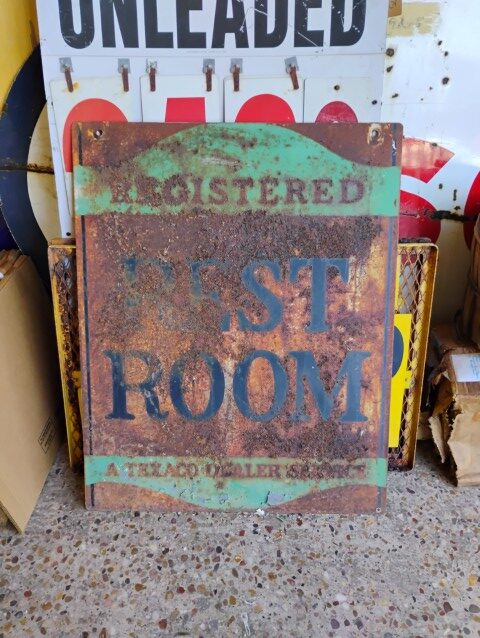 UNLEADED
REGISTERED
REST
ROOM
A TEXACO DEALER SERVICE